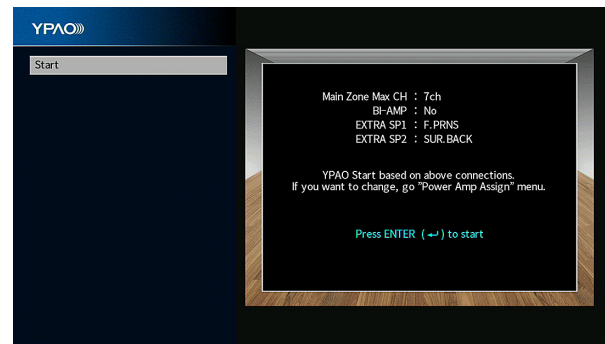 YPAO
Start
Main Zone Max CH : 7ch
BI-AMP : No
EXTRA SP1 : F.PRNS
EXTRA SP2 : SUR.BACK
YPAO Start based on above connections.
If you want to change, go "Power Amp Assign" menu.
Press ENTER (↵) to start